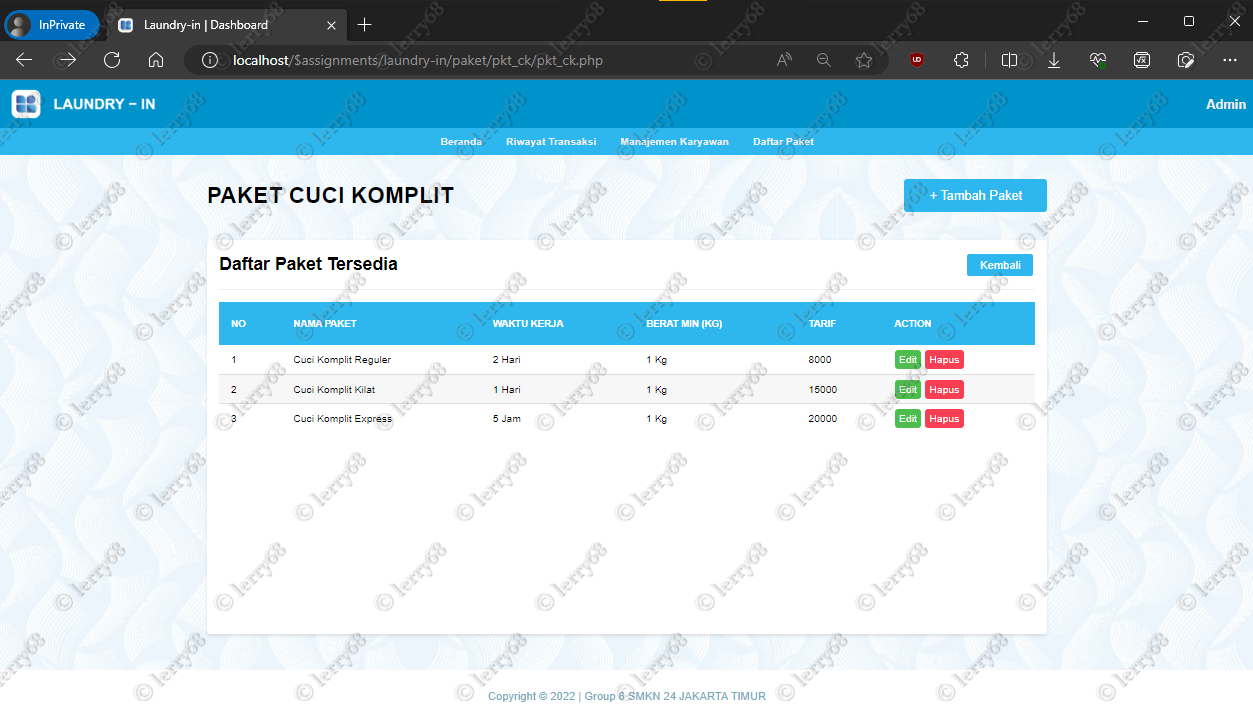 InPrivate
Laundry-in | Dashboard
localhost/$assignments/laundry-in/paket/pkt_ck/pkt_ck.php
LAUNDRY – IN
Admin
Beranda Riwayat Transaksi Manajemen Karyawan Daftar Paket
PAKET CUCI KOMPLIT
+ Tambah Paket
Daftar Paket Tersedia
Kembali
NO NAMA PAKET WAKTU KERJA BERAT MIN (KG) TARIF ACTION
1 Cuci Komplit Reguler 2 Hari 1 Kg 8000 Edit Hapus
2 Cuci Komplit Kilat 1 Hari 1 Kg 15000 Edit Hapus
3 Cuci Komplit Express 5 Jam 1 Kg 20000 Edit Hapus
Copyright © 2022 | Group 6 SMKN 24 JAKARTA TIMUR
© lerry68